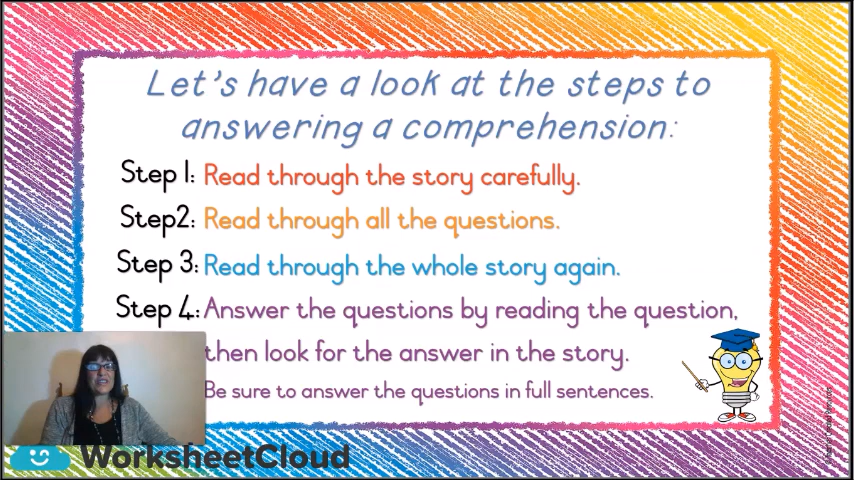 Let's have a look at the steps to
answering a comprehension:
Step 1: Read through the story carefully.
Step2: Read through all the questions.
Step 3: Read through the whole story again.
Step 4: Answer the questions by reading the question,
then look for the answer in the story.
Be sure to answer the questions in full sentences.
WorksheetCloud